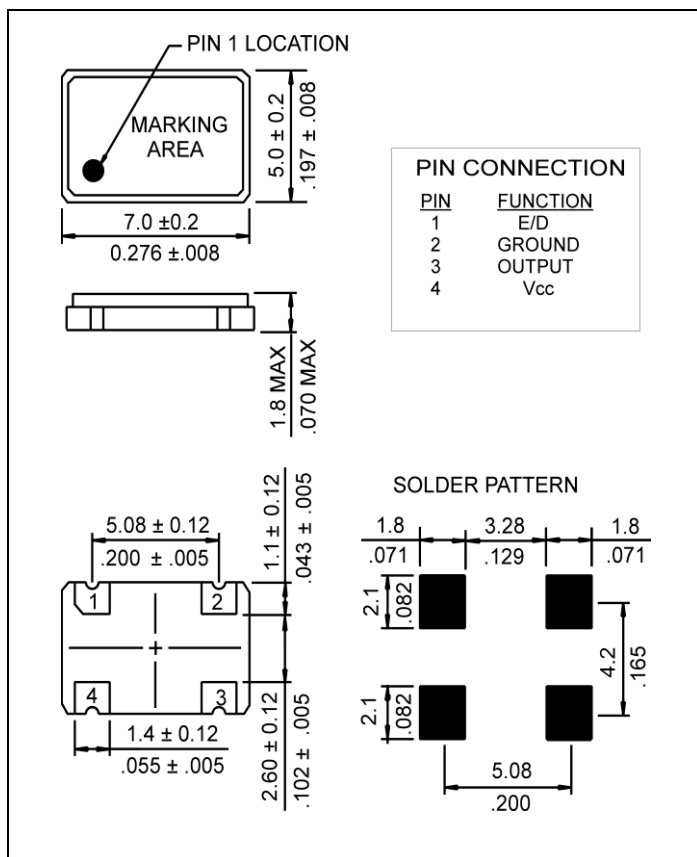 PIN 1 LOCATION
MARKING
AREA
5.0 ± 0.2
.197 ± .008
7.0 ±0.2
0.276 ±.008
PIN CONNECTION
PIN FUNCTION
1 E/D
2 GROUND
3 OUTPUT
4 Vcc
1.8 MAX
.070 MAX
5.08 ± 0.12
.200 ± .005
1.1 ± 0.12
.043 ± .005
1 2
4 3
1.4 ± 0.12
.055 ± .005
2.60 ± 0.12
.102 ± .005
SOLDER PATTERN
1.8 3.28 1.8
.071 .129 .071
2.1
.082
4.2
.165
2.1
.082
5.08
.200